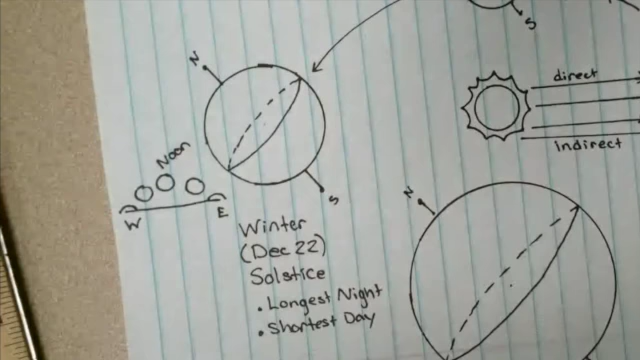 S
N
direct
indirect
Noon
W
E
S
N
Winter
(Dec 22)
Solstice
• Longest Night
• Shortest Day